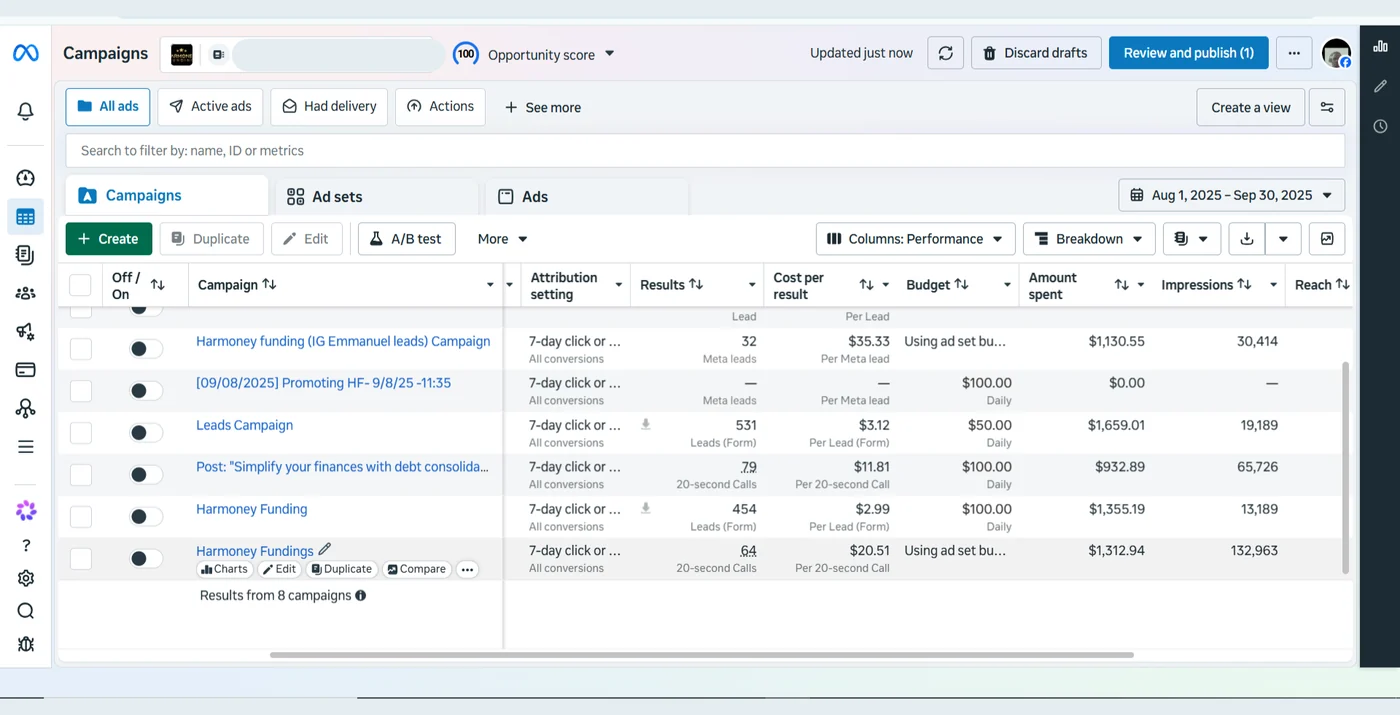 Campaigns
100 Opportunity score
Updated just now
Discard drafts
Review and publish (1)
All ads
Active ads
Had delivery
Actions
+ See more
Create a view
Search to filter by: name, ID or metrics
Campaigns
Ad sets
Ads
Aug 1, 2025 – Sep 30, 2025
+ Create
Duplicate
Edit
A/B test
More
Columns: Performance
Breakdown
Off / On
Campaign
Attribution setting
Results
Cost per result
Budget
Amount spent
Impressions
Reach
Lead Per Lead
Harmoney funding (IG Emmanuel leads) Campaign 7-day click or ... 32 $35.33 Using ad set bu... $1,130.55 30,414
All conversions Meta leads Per Meta lead
[09/08/2025] Promoting HF- 9/8/25 -11:35 7-day click or ... — — $100.00 $0.00 —
All conversions Meta leads Per Meta lead Daily
Leads Campaign 7-day click or ... 531 $3.12 $50.00 $1,659.01 19,189
All conversions Leads (Form) Per Lead (Form) Daily
Post: "Simplify your finances with debt consolida... 7-day click or ... 79 $11.81 $100.00 $932.89 65,726
All conversions 20-second Calls Per 20-second Call Daily
Harmoney Funding 7-day click or ... 454 $2.99 $100.00 $1,355.19 13,189
All conversions Leads (Form) Per Lead (Form) Daily
Harmoney Fundings 7-day click or ... 64 $20.51 Using ad set bu... $1,312.94 132,963
Charts Edit Duplicate Compare ... All conversions 20-second Calls Per 20-second Call
Results from 8 campaigns